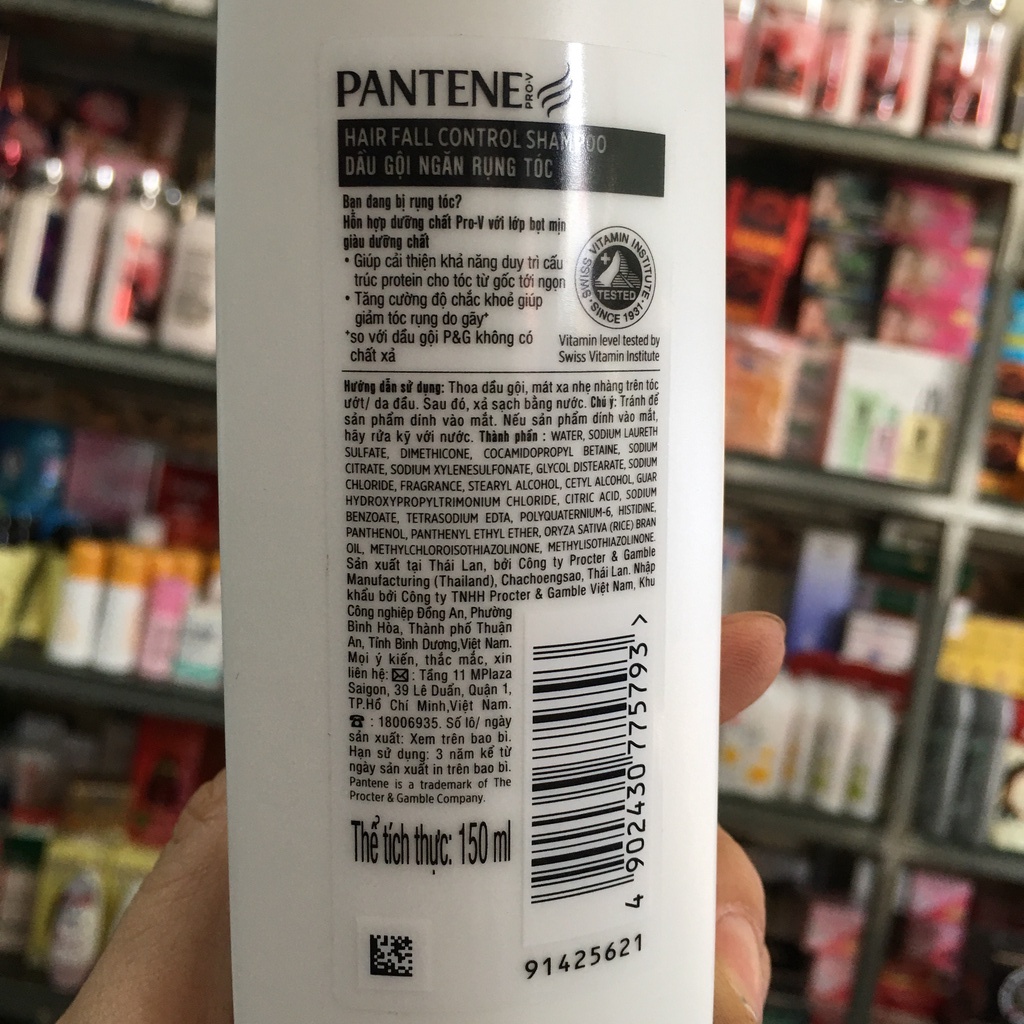 PANTENE PRO-V
HAIR FALL CONTROL SHAMPOO
DẦU GỘI NGĂN RỤNG TÓC
Bạn đang bị rụng tóc?
Hỗn hợp dưỡng chất Pro-V với lớp bọt mịn
giàu dưỡng chất
• Giúp cải thiện khả năng duy trì cấu
trúc protein cho tóc từ gốc tới ngọn
• Tăng cường độ chắc khoẻ giúp
giảm tóc rụng do gãy⁺
⁺so với dầu gội P&G không có
chất xả
SWISS VITAMIN INSTITUTE
TESTED
· SINCE 1931 ·
Vitamin level tested by
Swiss Vitamin Institute
Hướng dẫn sử dụng: Thoa dầu gội, mát xa nhẹ nhàng trên tóc
ướt/ da đầu. Sau đó, xả sạch bằng nước. Chú ý: Tránh để
sản phẩm dính vào mắt. Nếu sản phẩm dính vào mắt,
hãy rửa kỹ với nước. Thành phần : WATER, SODIUM LAURETH
SULFATE, DIMETHICONE, COCAMIDOPROPYL BETAINE, SODIUM
CITRATE, SODIUM XYLENESULFONATE, GLYCOL DISTEARATE, SODIUM
CHLORIDE, FRAGRANCE, STEARYL ALCOHOL, CETYL ALCOHOL, GUAR
HYDROXYPROPYLTRIMONIUM CHLORIDE, CITRIC ACID, SODIUM
BENZOATE, TETRASODIUM EDTA, POLYQUATERNIUM-6, HISTIDINE,
PANTHENOL, PANTHENYL ETHYL ETHER, ORYZA SATIVA (RICE) BRAN
OIL, METHYLCHLOROISOTHIAZOLINONE, METHYLISOTHIAZOLINONE.
Sản xuất tại Thái Lan, bởi Công ty Procter & Gamble
Manufacturing (Thailand), Chachoengsao, Thái Lan. Nhập
khẩu bởi Công ty TNHH Procter & Gamble Việt Nam, Khu
Công nghiệp Đồng An, Phường
Bình Hòa, Thành phố Thuận
An, Tỉnh Bình Dương,Việt Nam.
Mọi ý kiến, thắc mắc, xin
liên hệ: ✉ : Tầng 11 MPlaza
Saigon, 39 Lê Duẩn, Quận 1,
TP.Hồ Chí Minh,Việt Nam.
☎ : 18006935. Số lô/ ngày
sản xuất: Xem trên bao bì.
Hạn sử dụng: 3 năm kể từ
ngày sản xuất in trên bao bì.
Pantene is a trademark of The
Procter & Gamble Company.
Thể tích thực: 150 ml
4 902430 775793 >
91425621